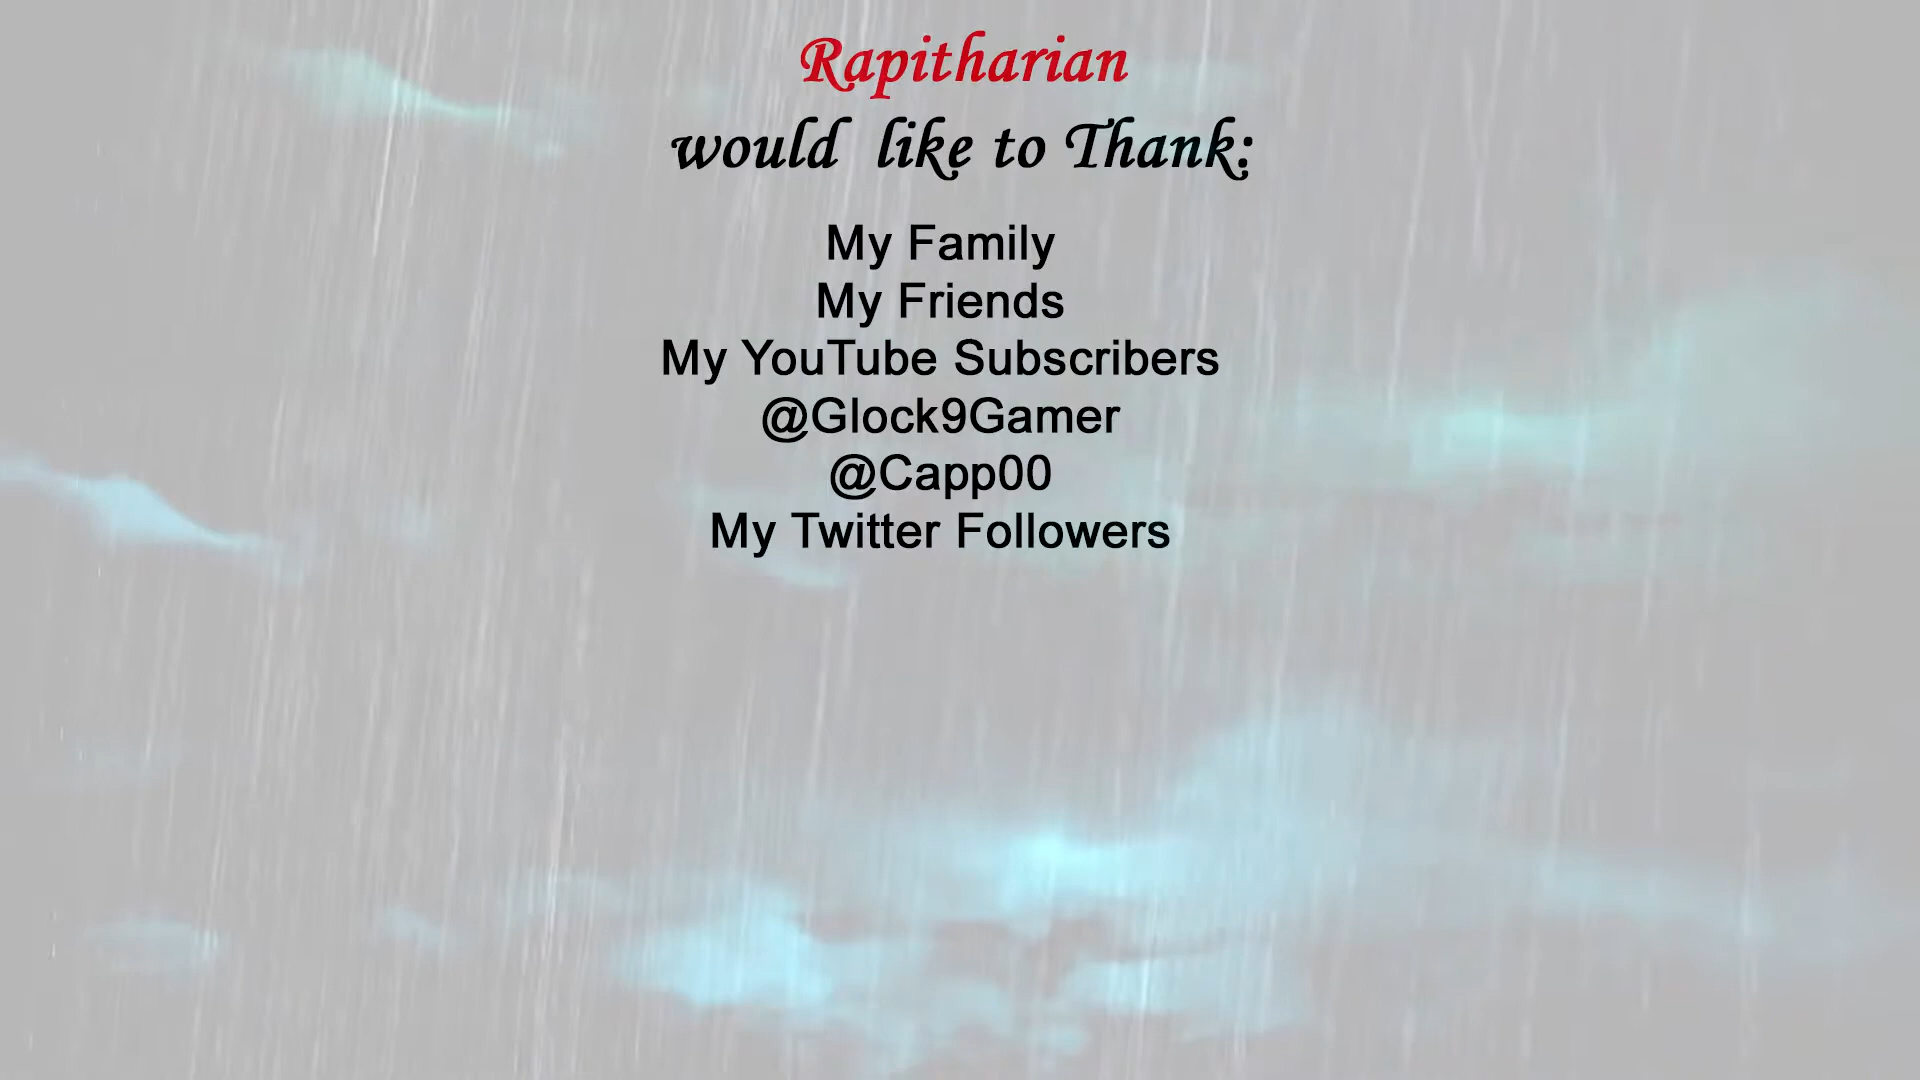 Rapitharian
would like to Thank:
My Family
My Friends
My YouTube Subscribers
@Glock9Gamer
@Capp00
My Twitter Followers